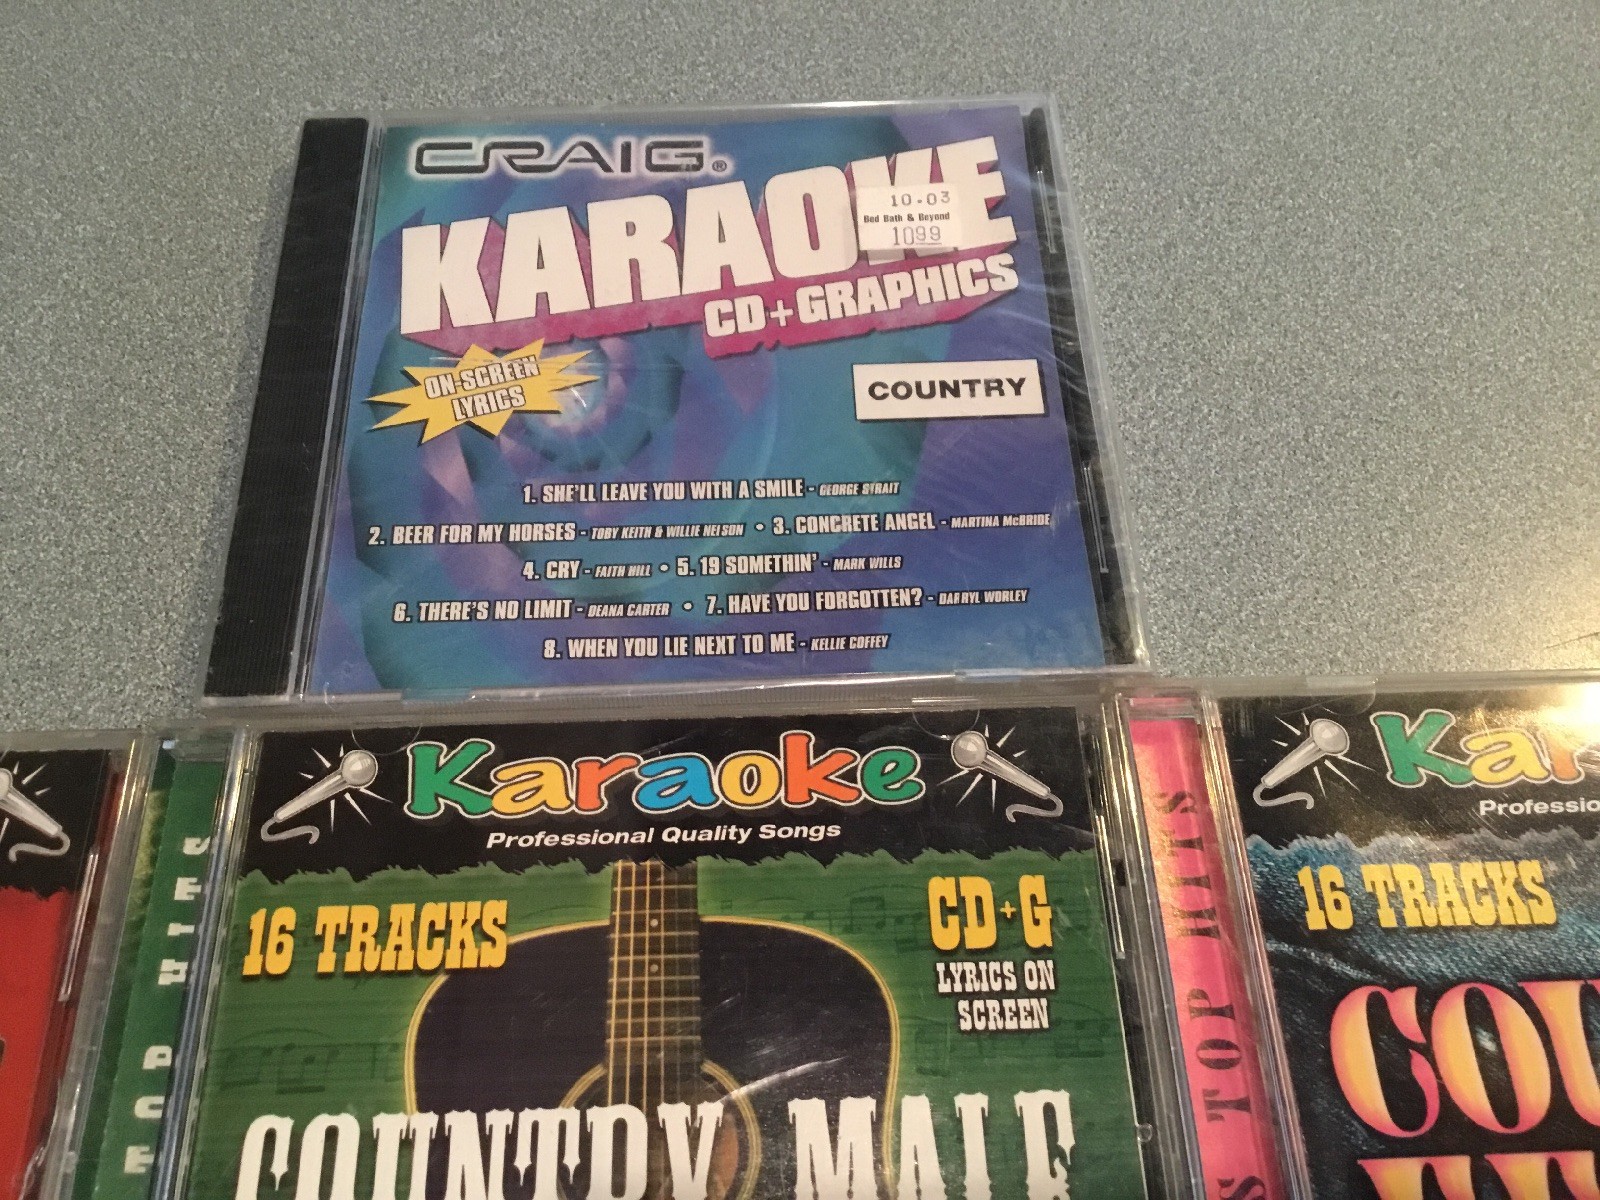 CRAIG®
KARAOKE
10-03
Bed Bath & Beyond
1099
CD+GRAPHICS
ON-SCREEN
LYRICS
COUNTRY
1. SHE'LL LEAVE YOU WITH A SMILE - GEORGE STRAIT
2. BEER FOR MY HORSES - TOBY KEITH & WILLIE NELSON • 3. CONCRETE ANGEL - MARTINA McBRIDE
4. CRY - FAITH HILL • 5. 19 SOMETHIN' - MARK WILLS
6. THERE'S NO LIMIT - DEANA CARTER • 7. HAVE YOU FORGOTTEN? - DARRYL WORLEY
8. WHEN YOU LIE NEXT TO ME - KELLIE COFFEY
Karaoke
Professional Quality Songs
16 TRACKS
CD+G
LYRICS ON
SCREEN
COUNTRY MALE
TOP HITS
Kar
Professio
16 TRACKS
COU